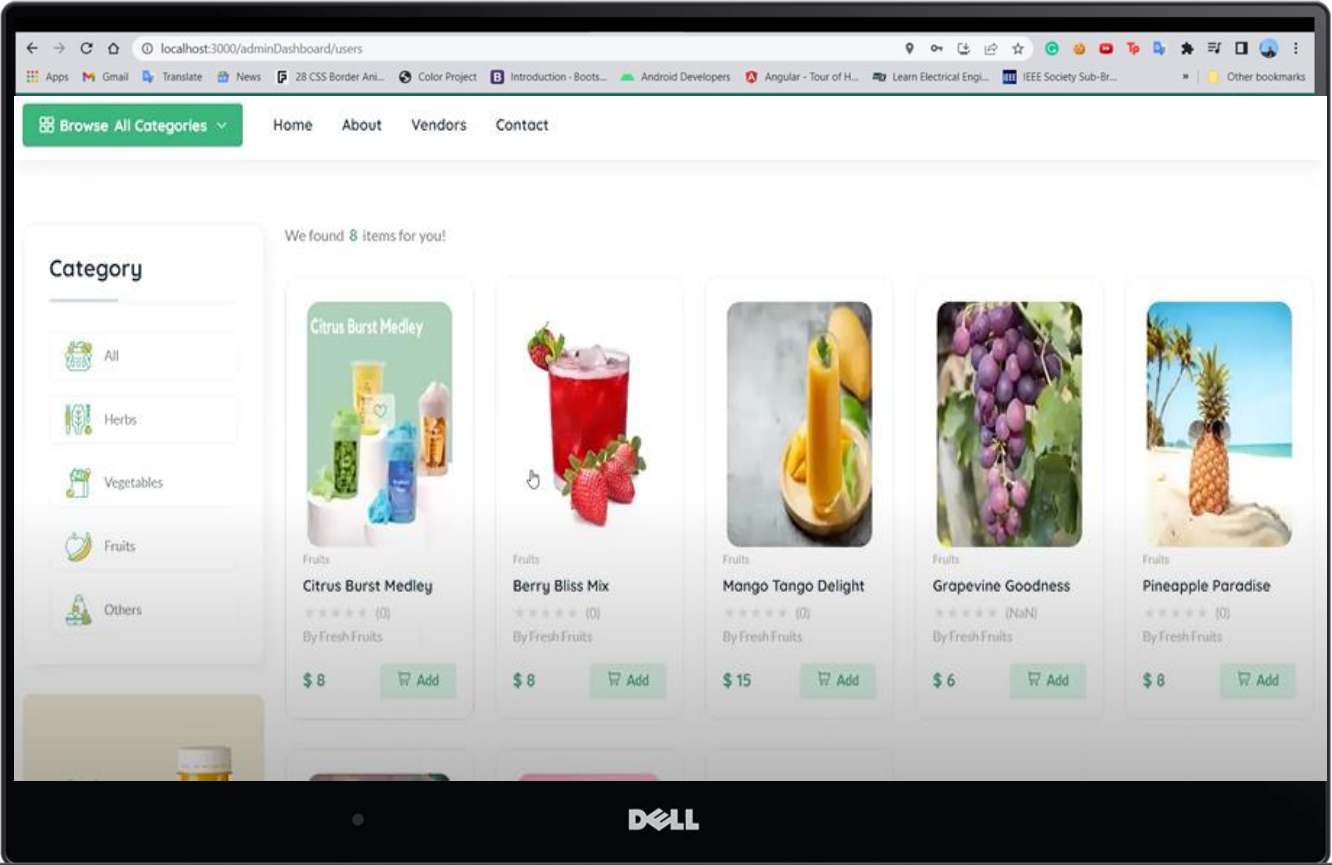 localhost:3000/adminDashboard/users
Apps Gmail Translate News 28 CSS Border Ani... Color Project Introduction · Boots... Android Developers Angular - Tour of H... Learn Electrical Engi... IEEE Society Sub-Br... » Other bookmarks
Browse All Categories Home About Vendors Contact
We found 8 items for you!
Category
All
Herbs
Vegetables
Fruits
Others
Citrus Burst Medley
Fruits
Citrus Burst Medley
(0)
By Fresh Fruits
$ 8 Add
Fruits
Berry Bliss Mix
(0)
By Fresh Fruits
$ 8 Add
Fruits
Mango Tango Delight
(0)
By Fresh Fruits
$ 15 Add
Fruits
Grapevine Goodness
(NaN)
By Fresh Fruits
$ 6 Add
Fruits
Pineapple Paradise
(0)
By Fresh Fruits
$ 8 Add
DELL